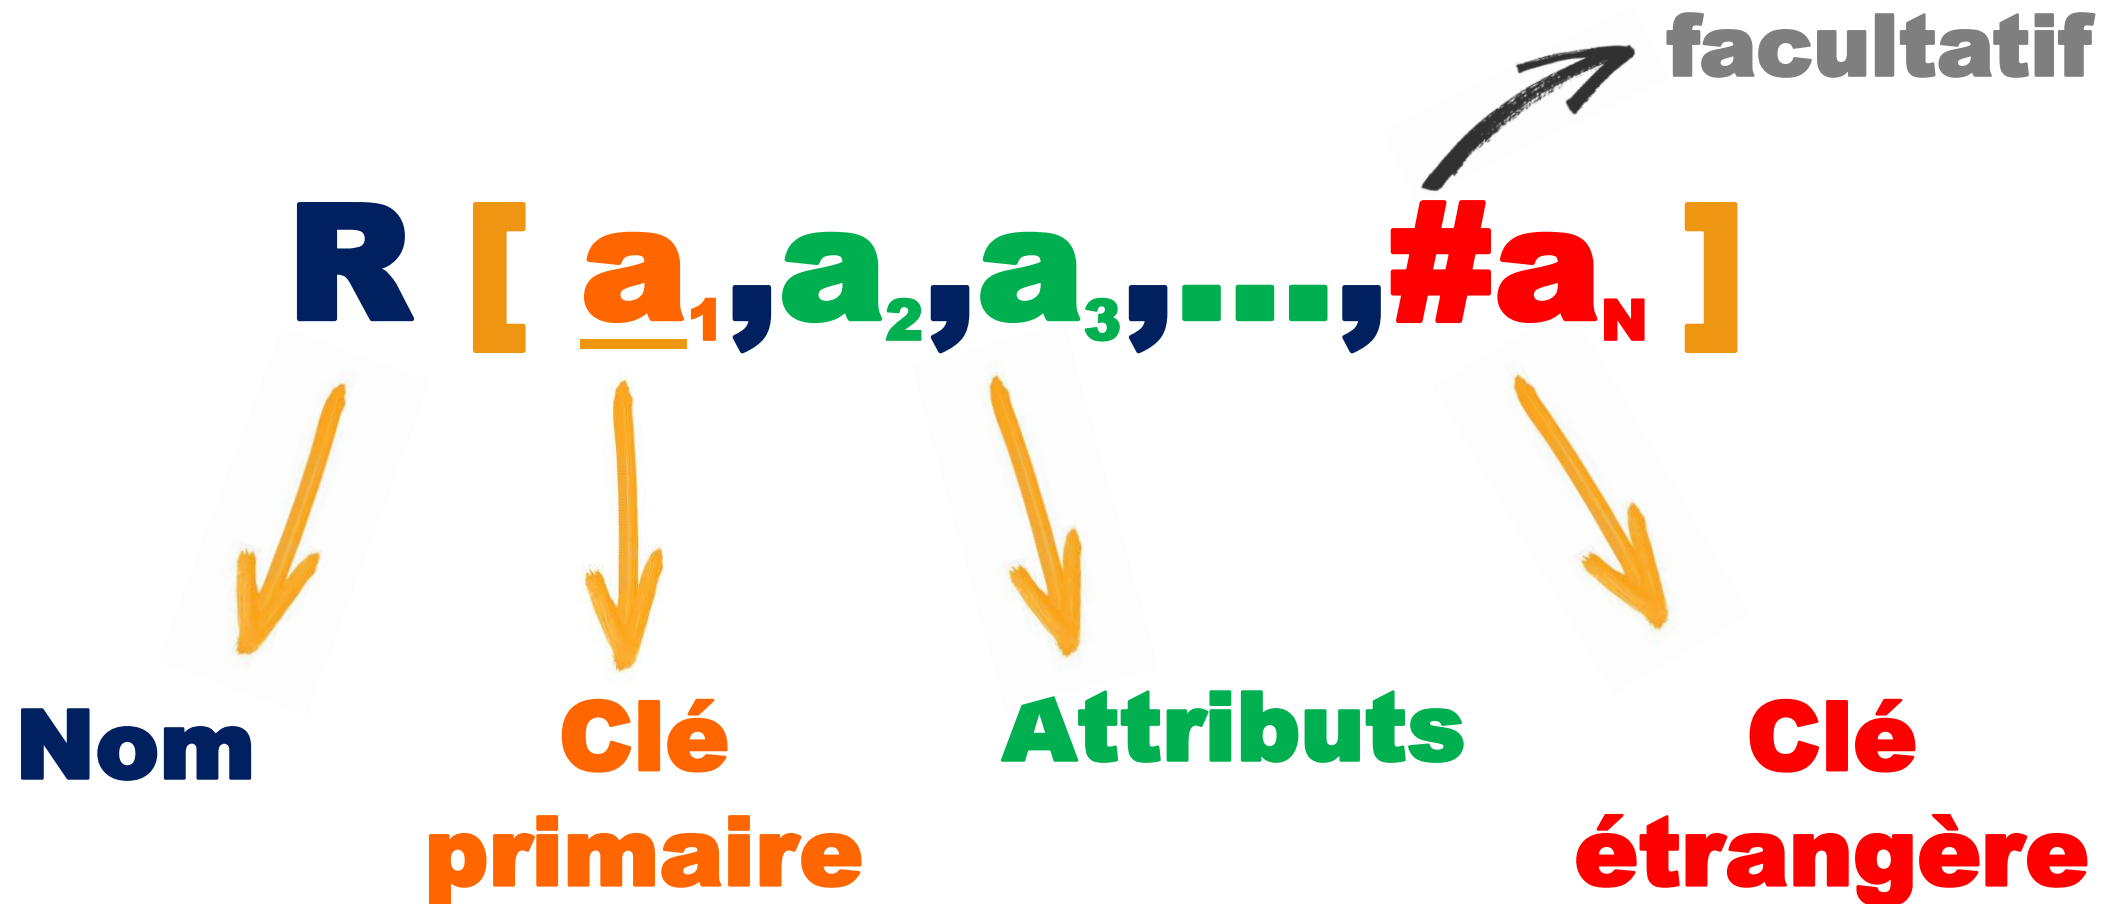 facultatif
R [ a1,a2,a3,...,#aN ]
Nom
Clé primaire
Attributs
Clé étrangère